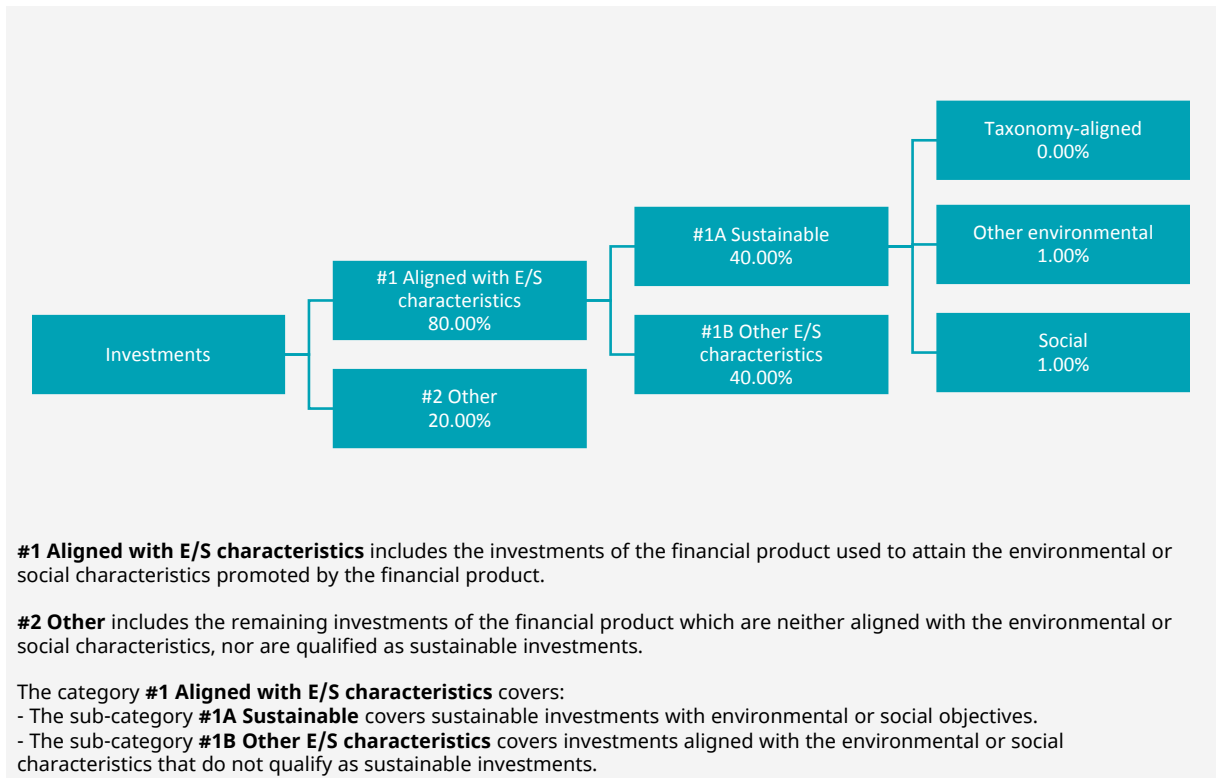 Investments
#1 Aligned with E/S
characteristics
80.00%
#2 Other
20.00%
#1A Sustainable
40.00%
#1B Other E/S
characteristics
40.00%
Taxonomy-aligned
0.00%
Other environmental
1.00%
Social
1.00%
#1 Aligned with E/S characteristics includes the investments of the financial product used to attain the environmental or
social characteristics promoted by the financial product.
#2 Other includes the remaining investments of the financial product which are neither aligned with the environmental or
social characteristics, nor are qualified as sustainable investments.
The category #1 Aligned with E/S characteristics covers:
- The sub-category #1A Sustainable covers sustainable investments with environmental or social objectives.
- The sub-category #1B Other E/S characteristics covers investments aligned with the environmental or social
characteristics that do not qualify as sustainable investments.